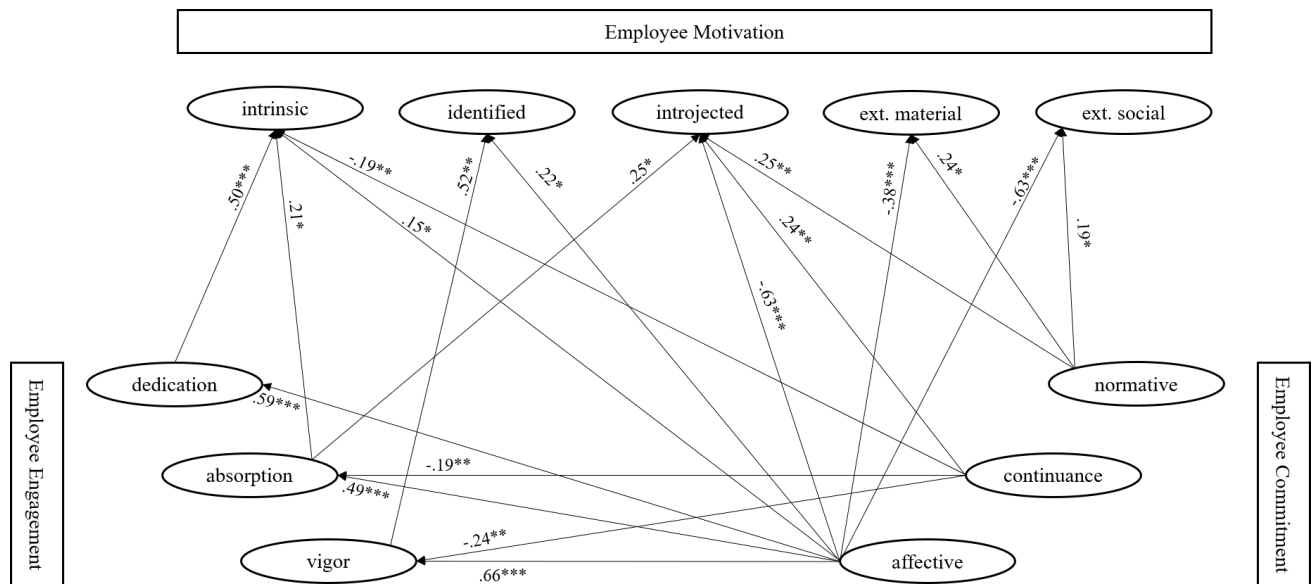 Employee Motivation
intrinsic
identified
introjected
ext. material
ext. social
.50***
.21*
-.19**
.15*
.52**
.22*
.25*
-.63***
.24**
.25**
-.38***
.24*
-.63***
.19*
dedication
normative
.59***
absorption
continuance
-.19**
.49***
vigor
affective
-.24**
.66***
Employee Engagement
Employee Commitment